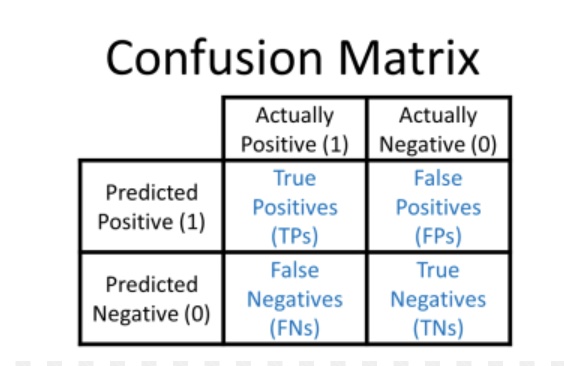 Confusion Matrix
Actually
Positive (1)
Actually
Negative (0)
Predicted
Positive (1)
True
Positives
(TPs)
False
Positives
(FPs)
Predicted
Negative (0)
False
Negatives
(FNs)
True
Negatives
(TNs)